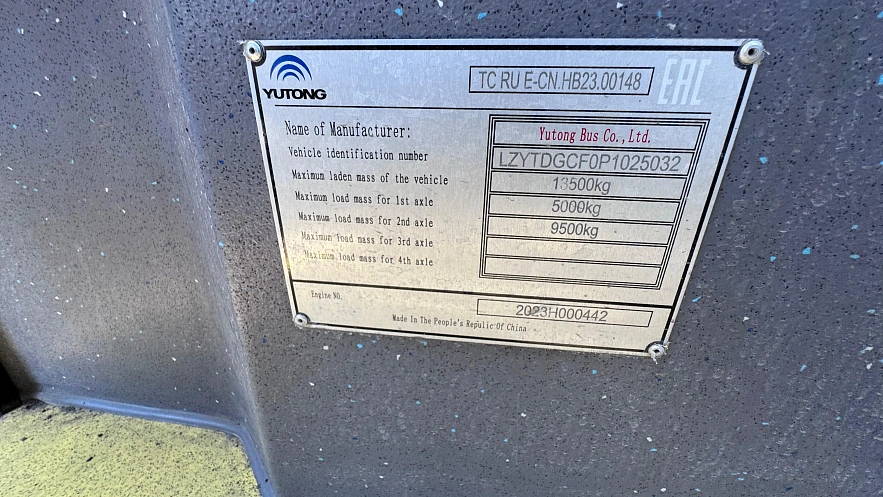 YUTONG
TC RU E-CN.HB23.00148
EAC
Name of Manufacturer: Yutong Bus Co.,Ltd.
Vehicle identification number LZYTDGCF0P1025032
Maximum laden mass of the vehicle 13500kg
Maximum load mass for 1st axle 5000kg
Maximum load mass for 2nd axle 9500kg
Maximum load mass for 3rd axle
Maximum load mass for 4th axle
Engine NO. 2023H000442
Made In The People's Republic Of China